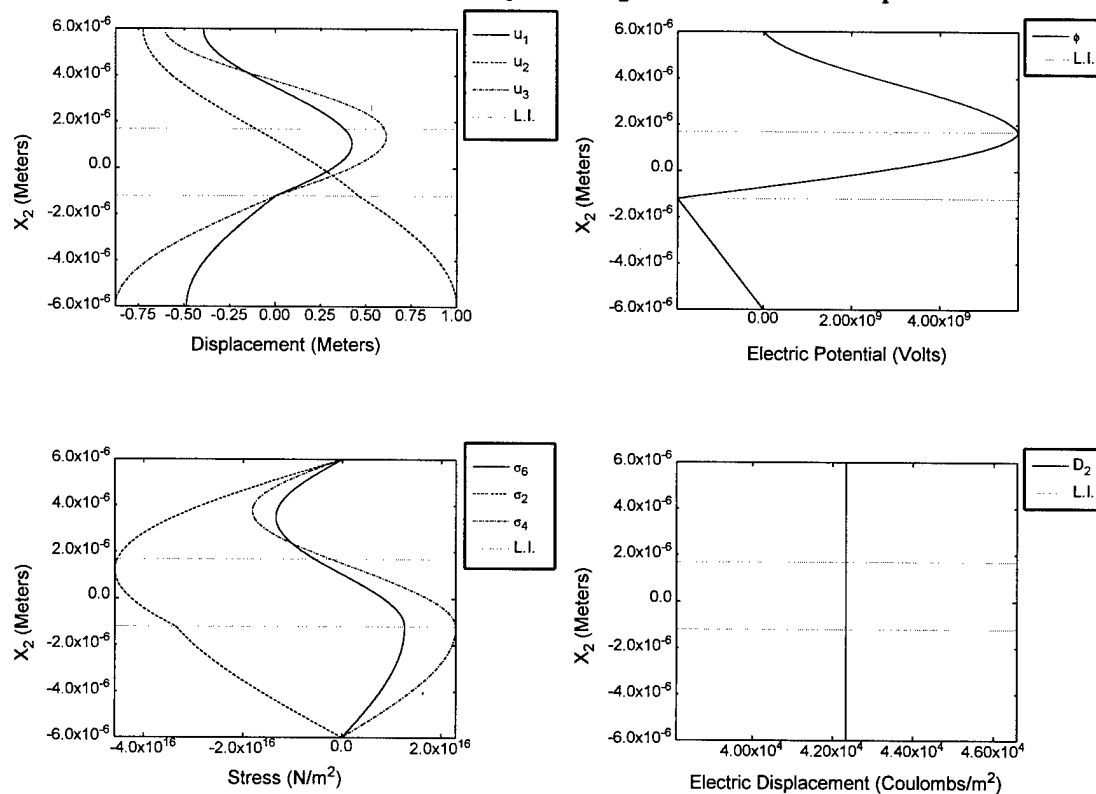 6.0x10-6
4.0x10-6
2.0x10-6
0.0
-2.0x10-6
-4.0x10-6
-6.0x10-6
X2 (Meters)
-0.75 -0.50 -0.25 0.00 0.25 0.50 0.75 1.00
Displacement (Meters)
u1
u2
u3
L.I.
6.0x10-6
4.0x10-6
2.0x10-6
0.0
-2.0x10-6
-4.0x10-6
-6.0x10-6
X2 (Meters)
0.00 2.00x109 4.00x109
Electric Potential (Volts)
ϕ
L.I.
6.0x10-6
4.0x10-6
2.0x10-6
0.0
-2.0x10-6
-4.0x10-6
-6.0x10-6
X2 (Meters)
-4.0x1016 -2.0x1016 0.0 2.0x1016
Stress (N/m2)
σ6
σ2
σ4
L.I.
6.0x10-6
4.0x10-6
2.0x10-6
0.0
-2.0x10-6
-4.0x10-6
-6.0x10-6
X2 (Meters)
4.00x104 4.20x104 4.40x104 4.60x104
Electric Displacement (Coulombs/m2)
D2
L.I.